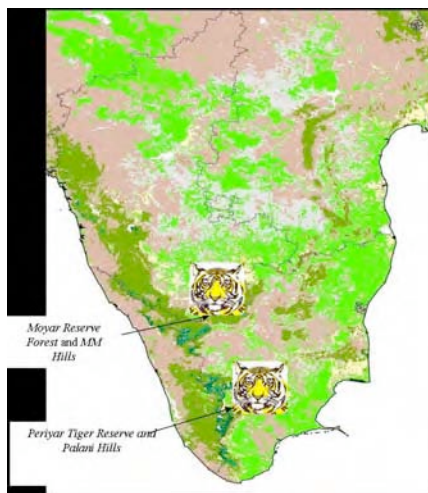 Moyar Reserve
Forest and MM
Hills
Periyar Tiger Reserve and
Palani Hills